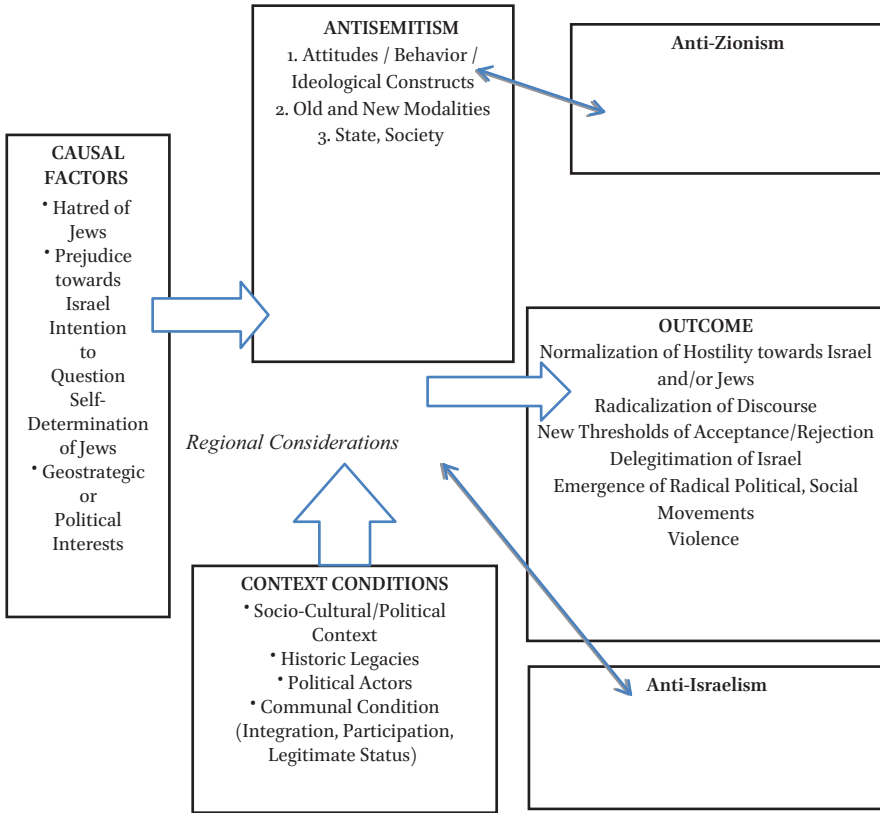 ANTISEMITISM
1. Attitudes / Behavior /
Ideological Constructs
2. Old and New Modalities
3. State, Society
Anti-Zionism
CAUSAL
FACTORS
• Hatred of
Jews
• Prejudice
towards
Israel
Intention
to
Question
Self-
Determination
of Jews
• Geostrategic
or
Political
Interests
OUTCOME
Normalization of Hostility towards Israel
and/or Jews
Radicalization of Discourse
New Thresholds of Acceptance/Rejection
Delegitimation of Israel
Emergence of Radical Political, Social
Movements
Violence
Regional Considerations
CONTEXT CONDITIONS
• Socio-Cultural/Political
Context
• Historic Legacies
• Political Actors
• Communal Condition
(Integration, Participation,
Legitimate Status)
Anti-Israelism